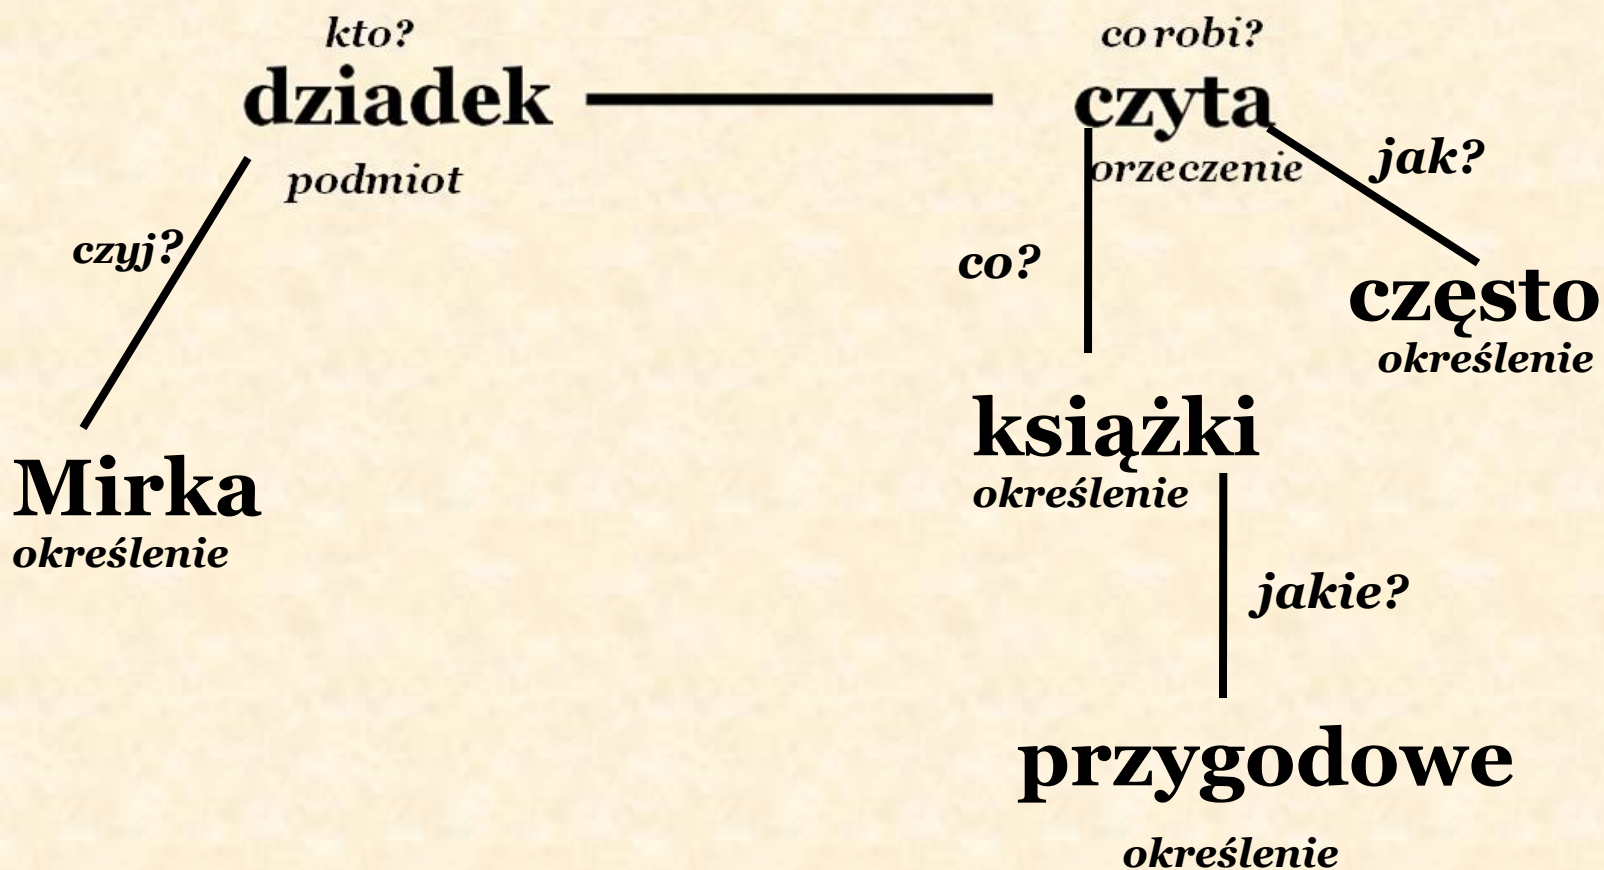 kto?
dziadek
podmiot
co robi?
czyta
orzeczenie
czyj?
Mirka
określenie
co?
książki
określenie
jakie?
przygodowe
określenie
jak?
często
określenie